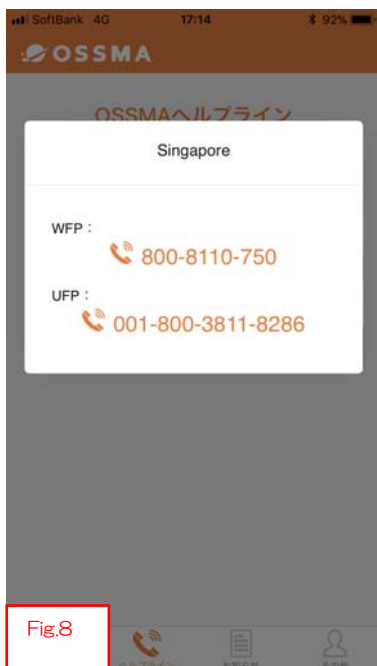 SoftBank 4G 17:14 92%
OSSMA
OSSMAヘルプライン
Singapore
WFP：
800-8110-750
UFP：
001-800-3811-8286
Fig.8